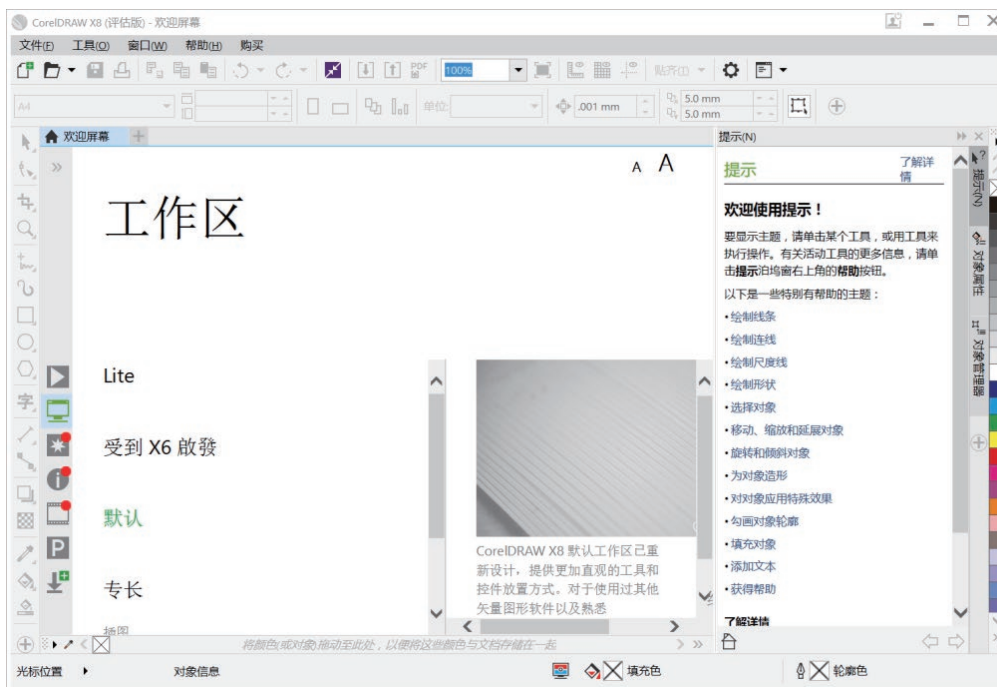 CorelDRAW X8 (评估版) - 欢迎屏幕
文件(F) 工具(O) 窗口(W) 帮助(H) 购买
PDF 100% 贴齐(T)
A4 单位: .001 mm 5.0 mm
5.0 mm
欢迎屏幕 提示(N)
A A
工作区
Lite
受到 X6 啟發
默认
专长
插图
CorelDRAW X8 默认工作区已重
新设计，提供更加直观的工具和
控件放置方式。对于使用过其他
矢量图形软件以及熟悉
提示 了解详
情
欢迎使用提示！
要显示主题，请单击某个工具，或用工具来
执行操作。有关活动工具的更多信息，请单
击提示泊坞窗右上角的帮助按钮。
以下是一些特别有帮助的主题：
•绘制线条
•绘制连线
•绘制尺度线
•绘制形状
•选择对象
•移动、缩放和延展对象
•旋转和倾斜对象
•为对象造形
•对对象应用特殊效果
•勾画对象轮廓
•填充对象
•添加文本
•获得帮助
了解详情
提示(N)
对象属性
对象管理器
字
P
将颜色(或对象)拖动至此处，以便将这些颜色与文档存储在一起
光标位置 对象信息 填充色 轮廓色